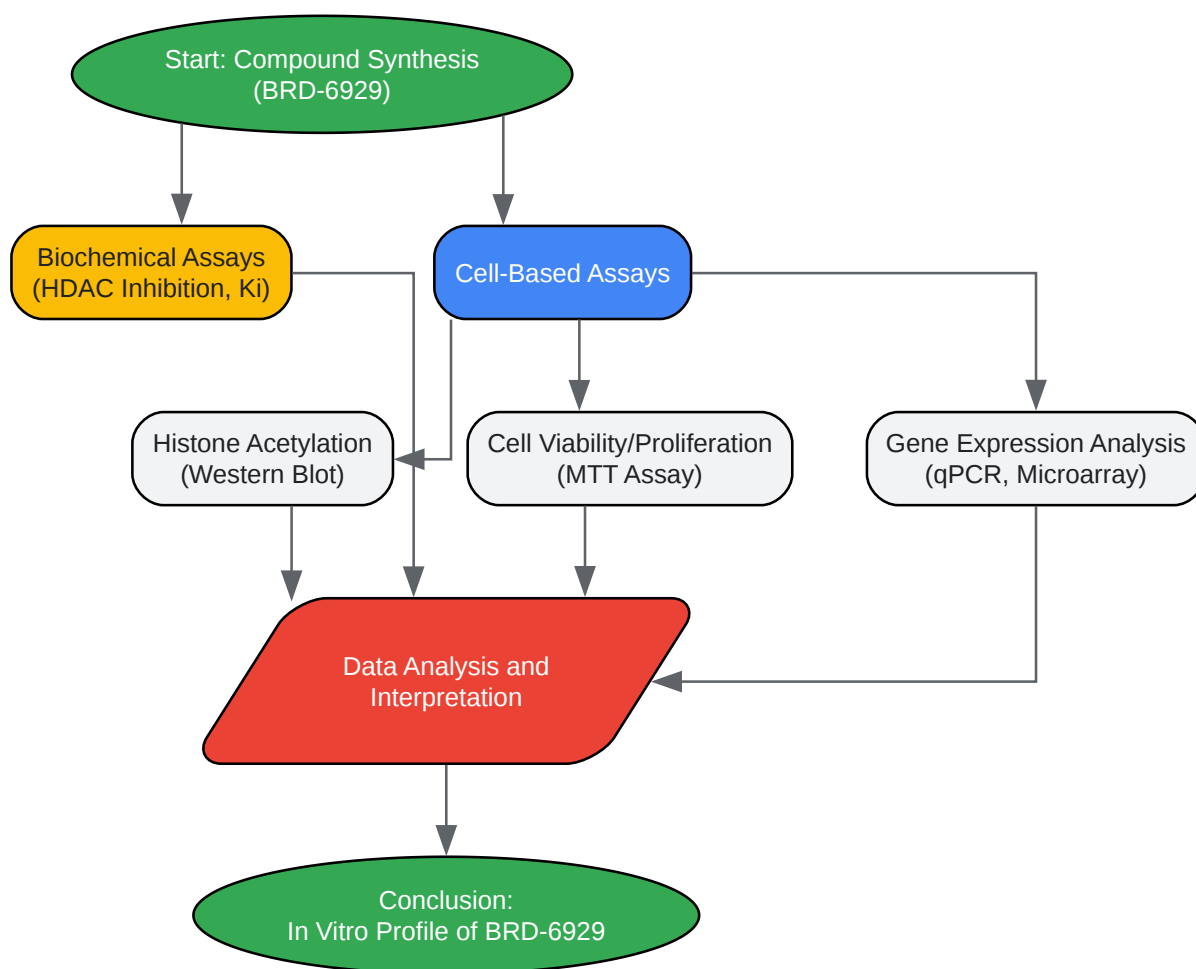 Start: Compound Synthesis
(BRD-6929)
Biochemical Assays
(HDAC Inhibition, Ki)
Cell-Based Assays
Histone Acetylation
(Western Blot)
Cell Viability/Proliferation
(MTT Assay)
Gene Expression Analysis
(qPCR, Microarray)
Data Analysis and
Interpretation
Conclusion:
In Vitro Profile of BRD-6929